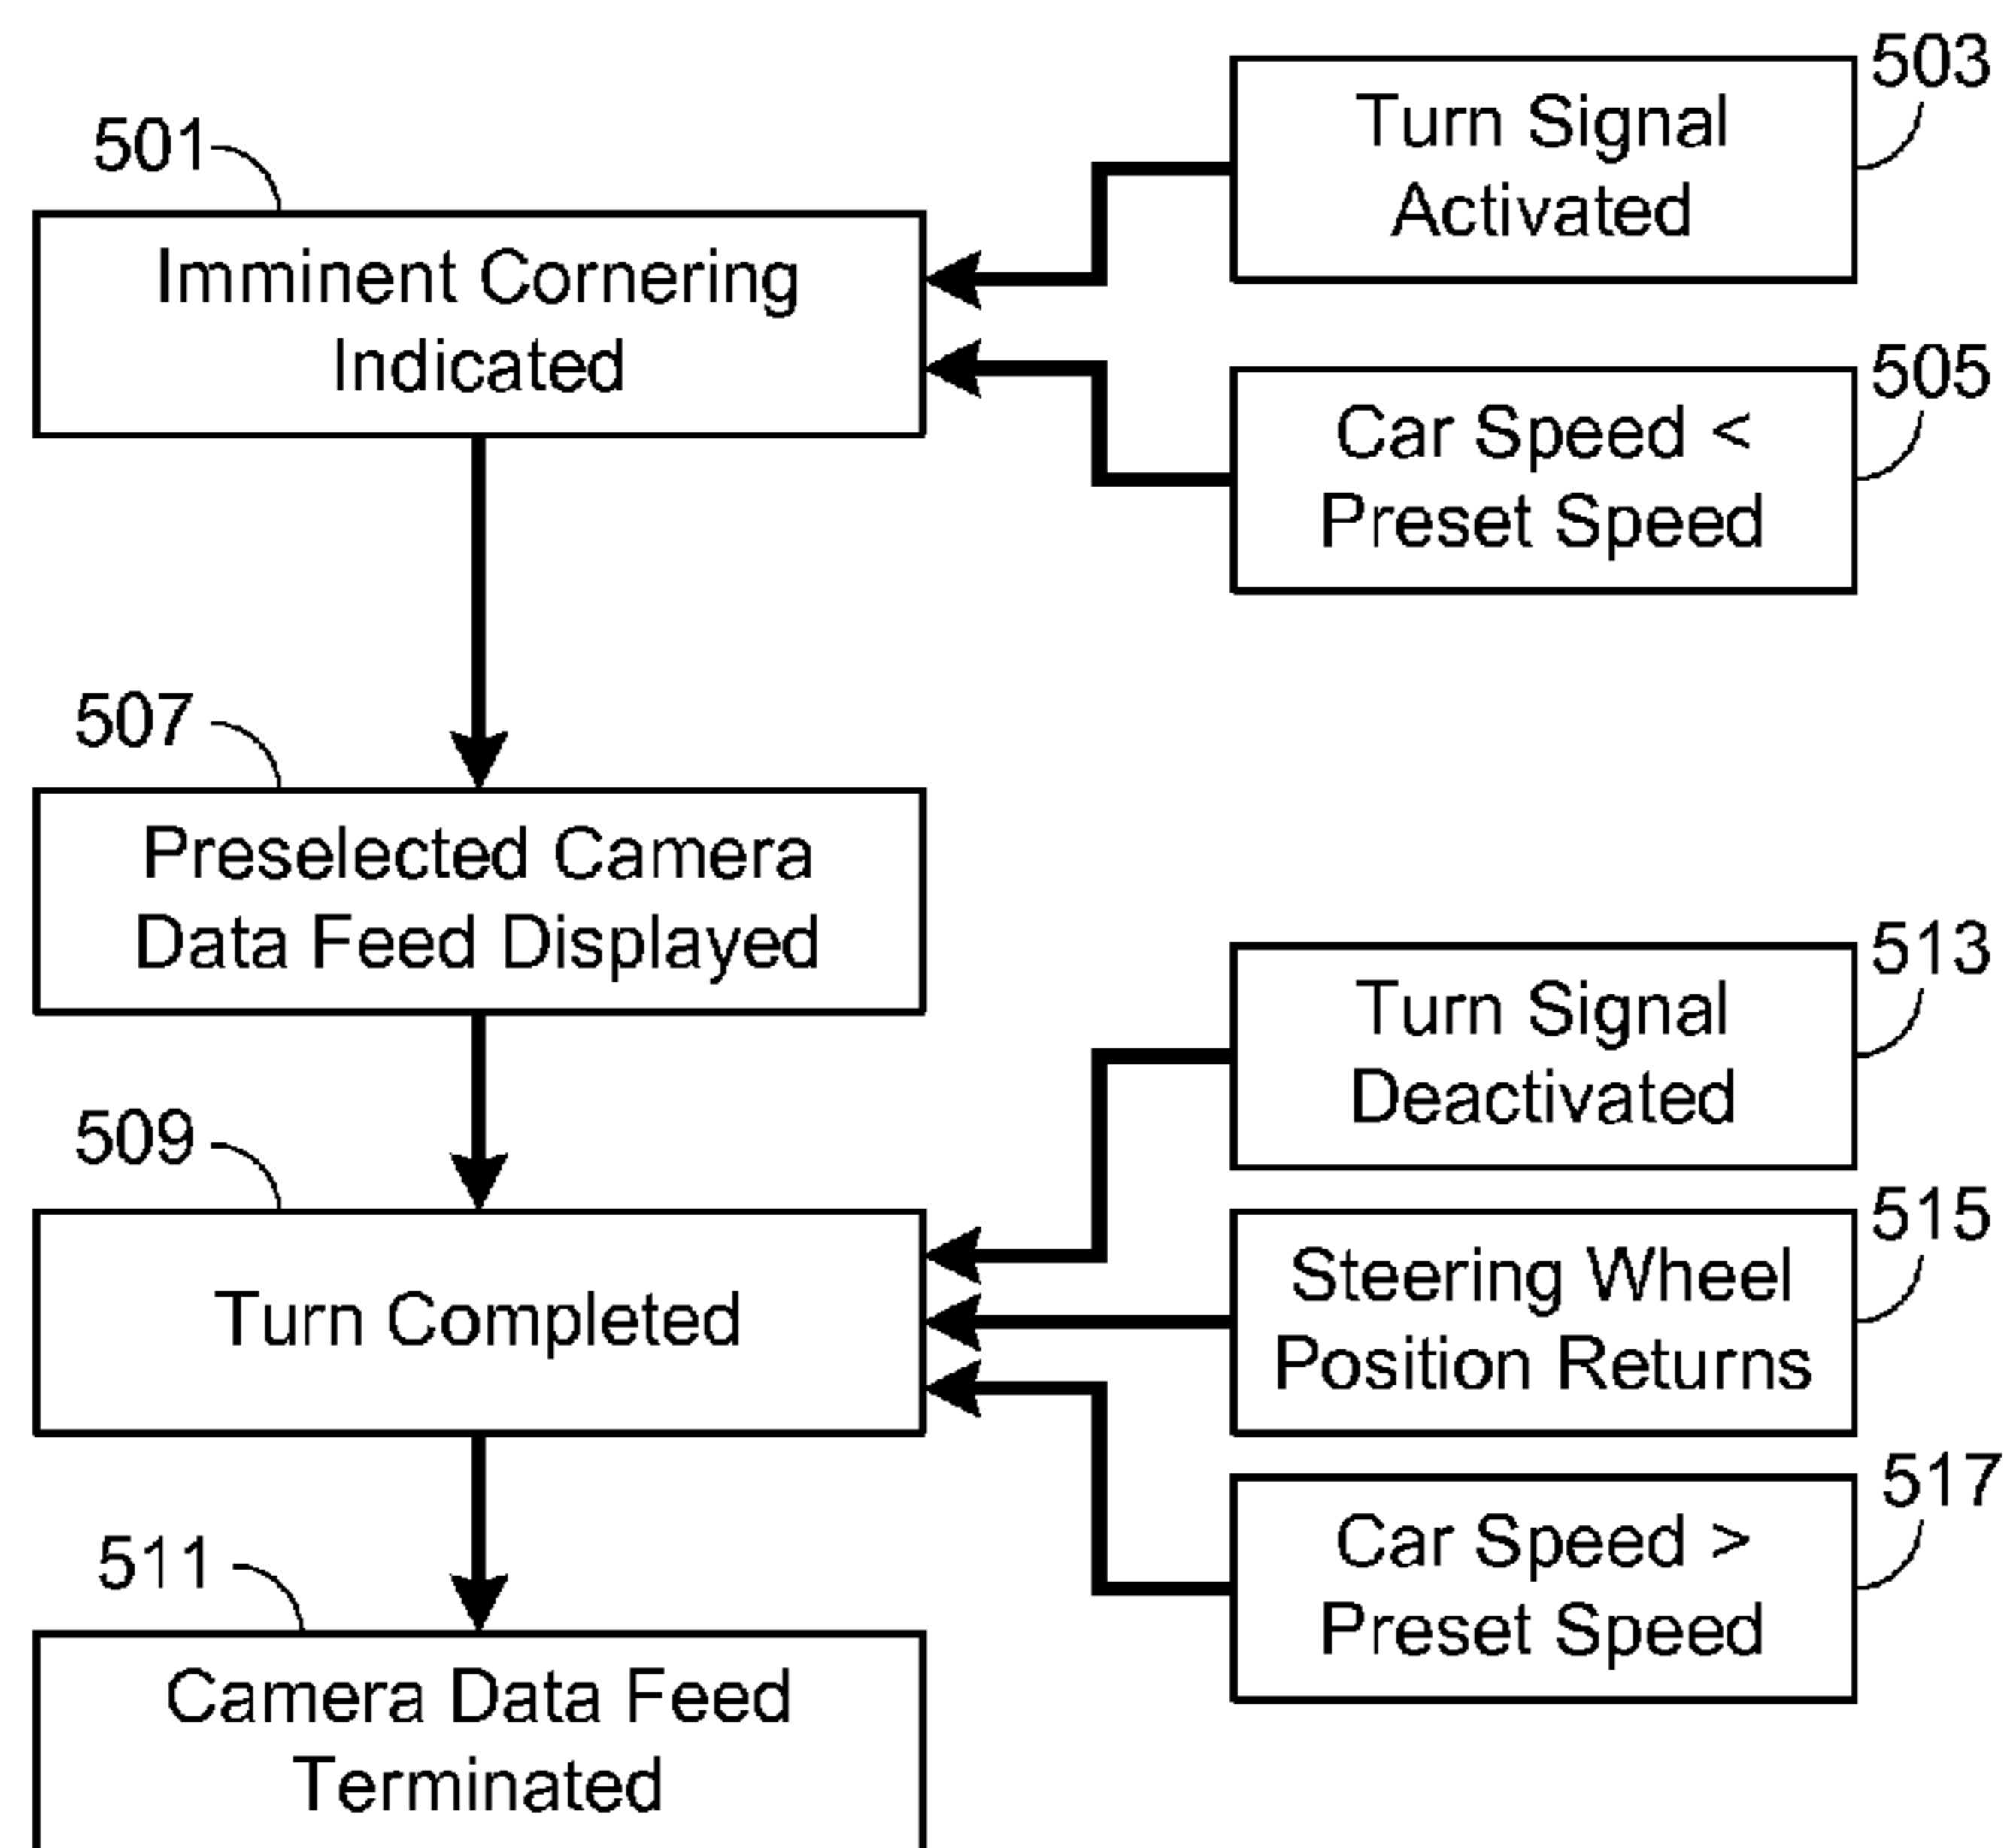 503
Turn Signal
Activated
501
Imminent Cornering
Indicated
505
Car Speed <
Preset Speed
507
Preselected Camera
Data Feed Displayed
513
Turn Signal
Deactivated
509
Turn Completed
515
Steering Wheel
Position Returns
517
Car Speed >
Preset Speed
511
Camera Data Feed
Terminated